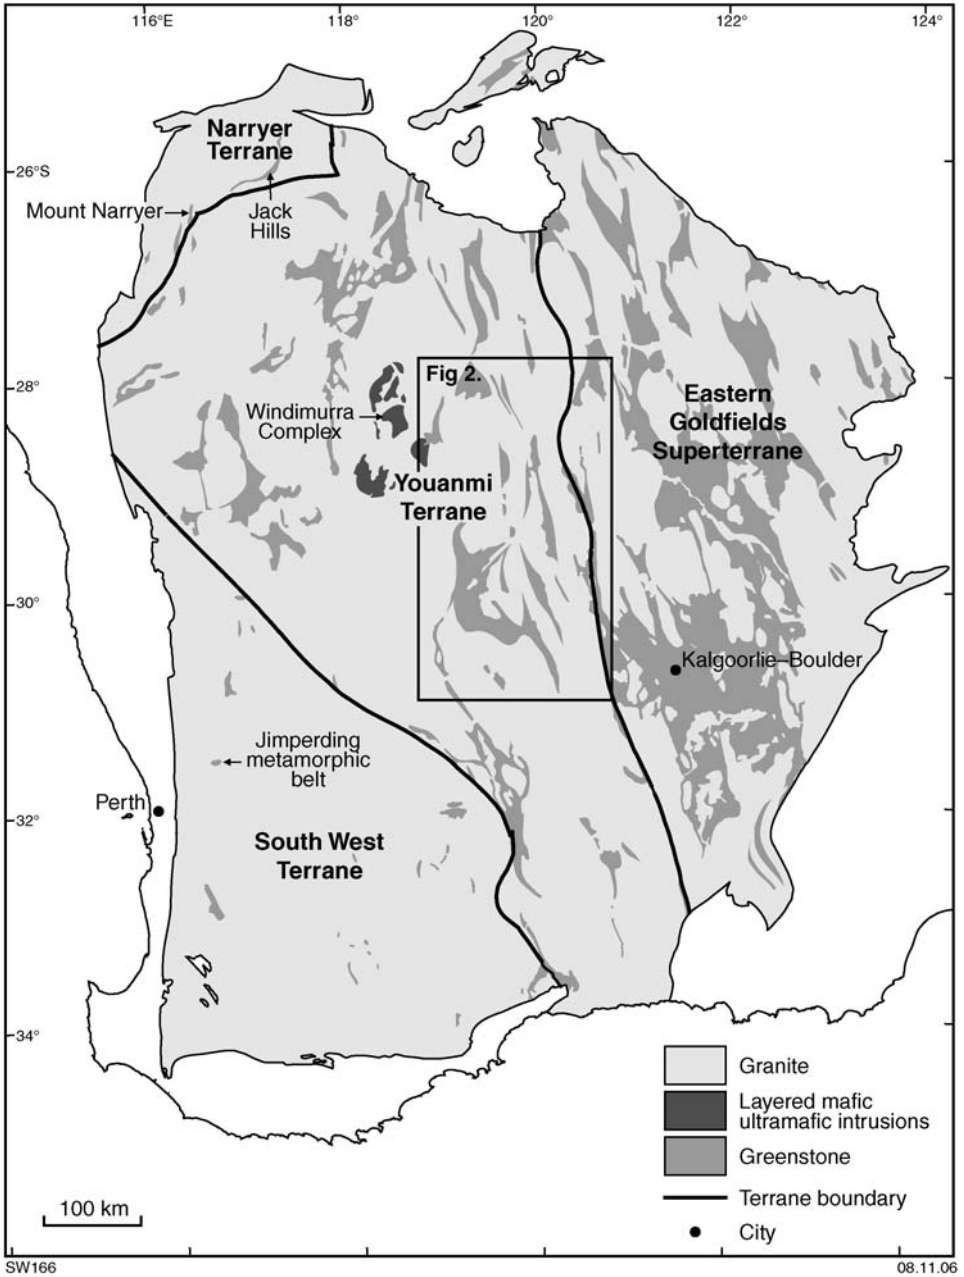 116°E
118°
120°
122°
124°
Narryer
Terrane
26°S
Mount Narryer
Jack
Hills
28°
Fig 2.
Windimurra
Complex
Eastern
Goldfields
Superterrane
Youanmi
Terrane
30°
Kalgoorlie–Boulder
Jimperding
metamorphic
belt
Perth
32°
South West
Terrane
34°
Granite
Layered mafic
ultramafic intrusions
Greenstone
Terrane boundary
City
100 km
SW166
08.11.06